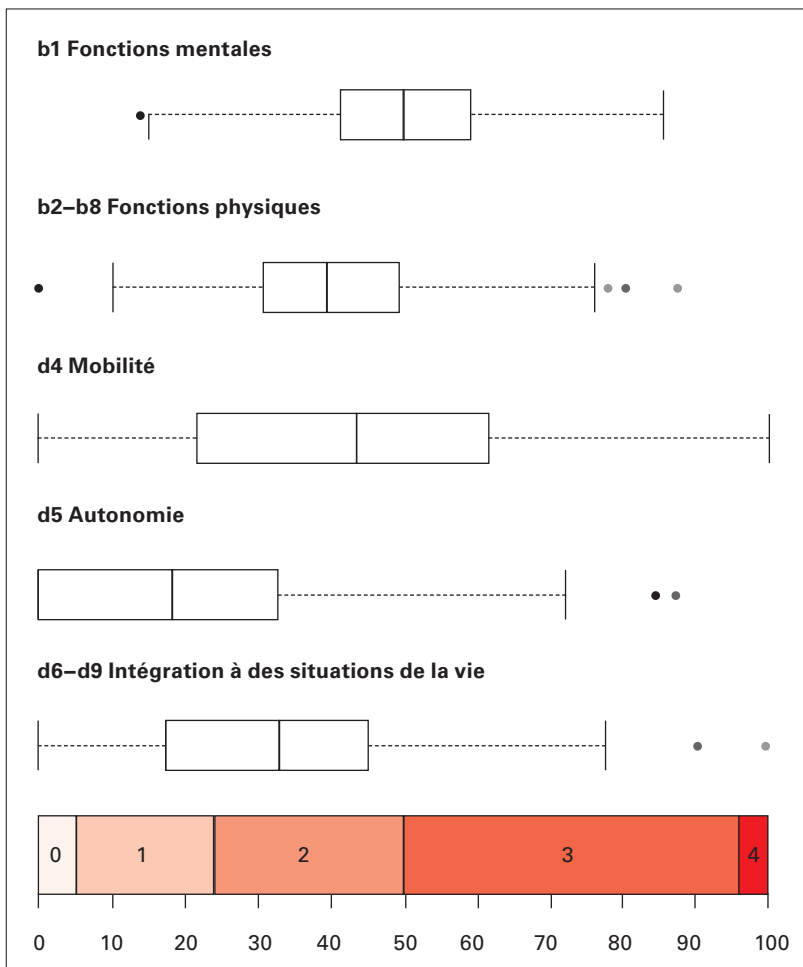 b1 Fonctions mentales
b2–b8 Fonctions physiques
d4 Mobilité
d5 Autonomie
d6–d9 Intégration à des situations de la vie
0 1 2 3 4
0 10 20 30 40 50 60 70 80 90 100